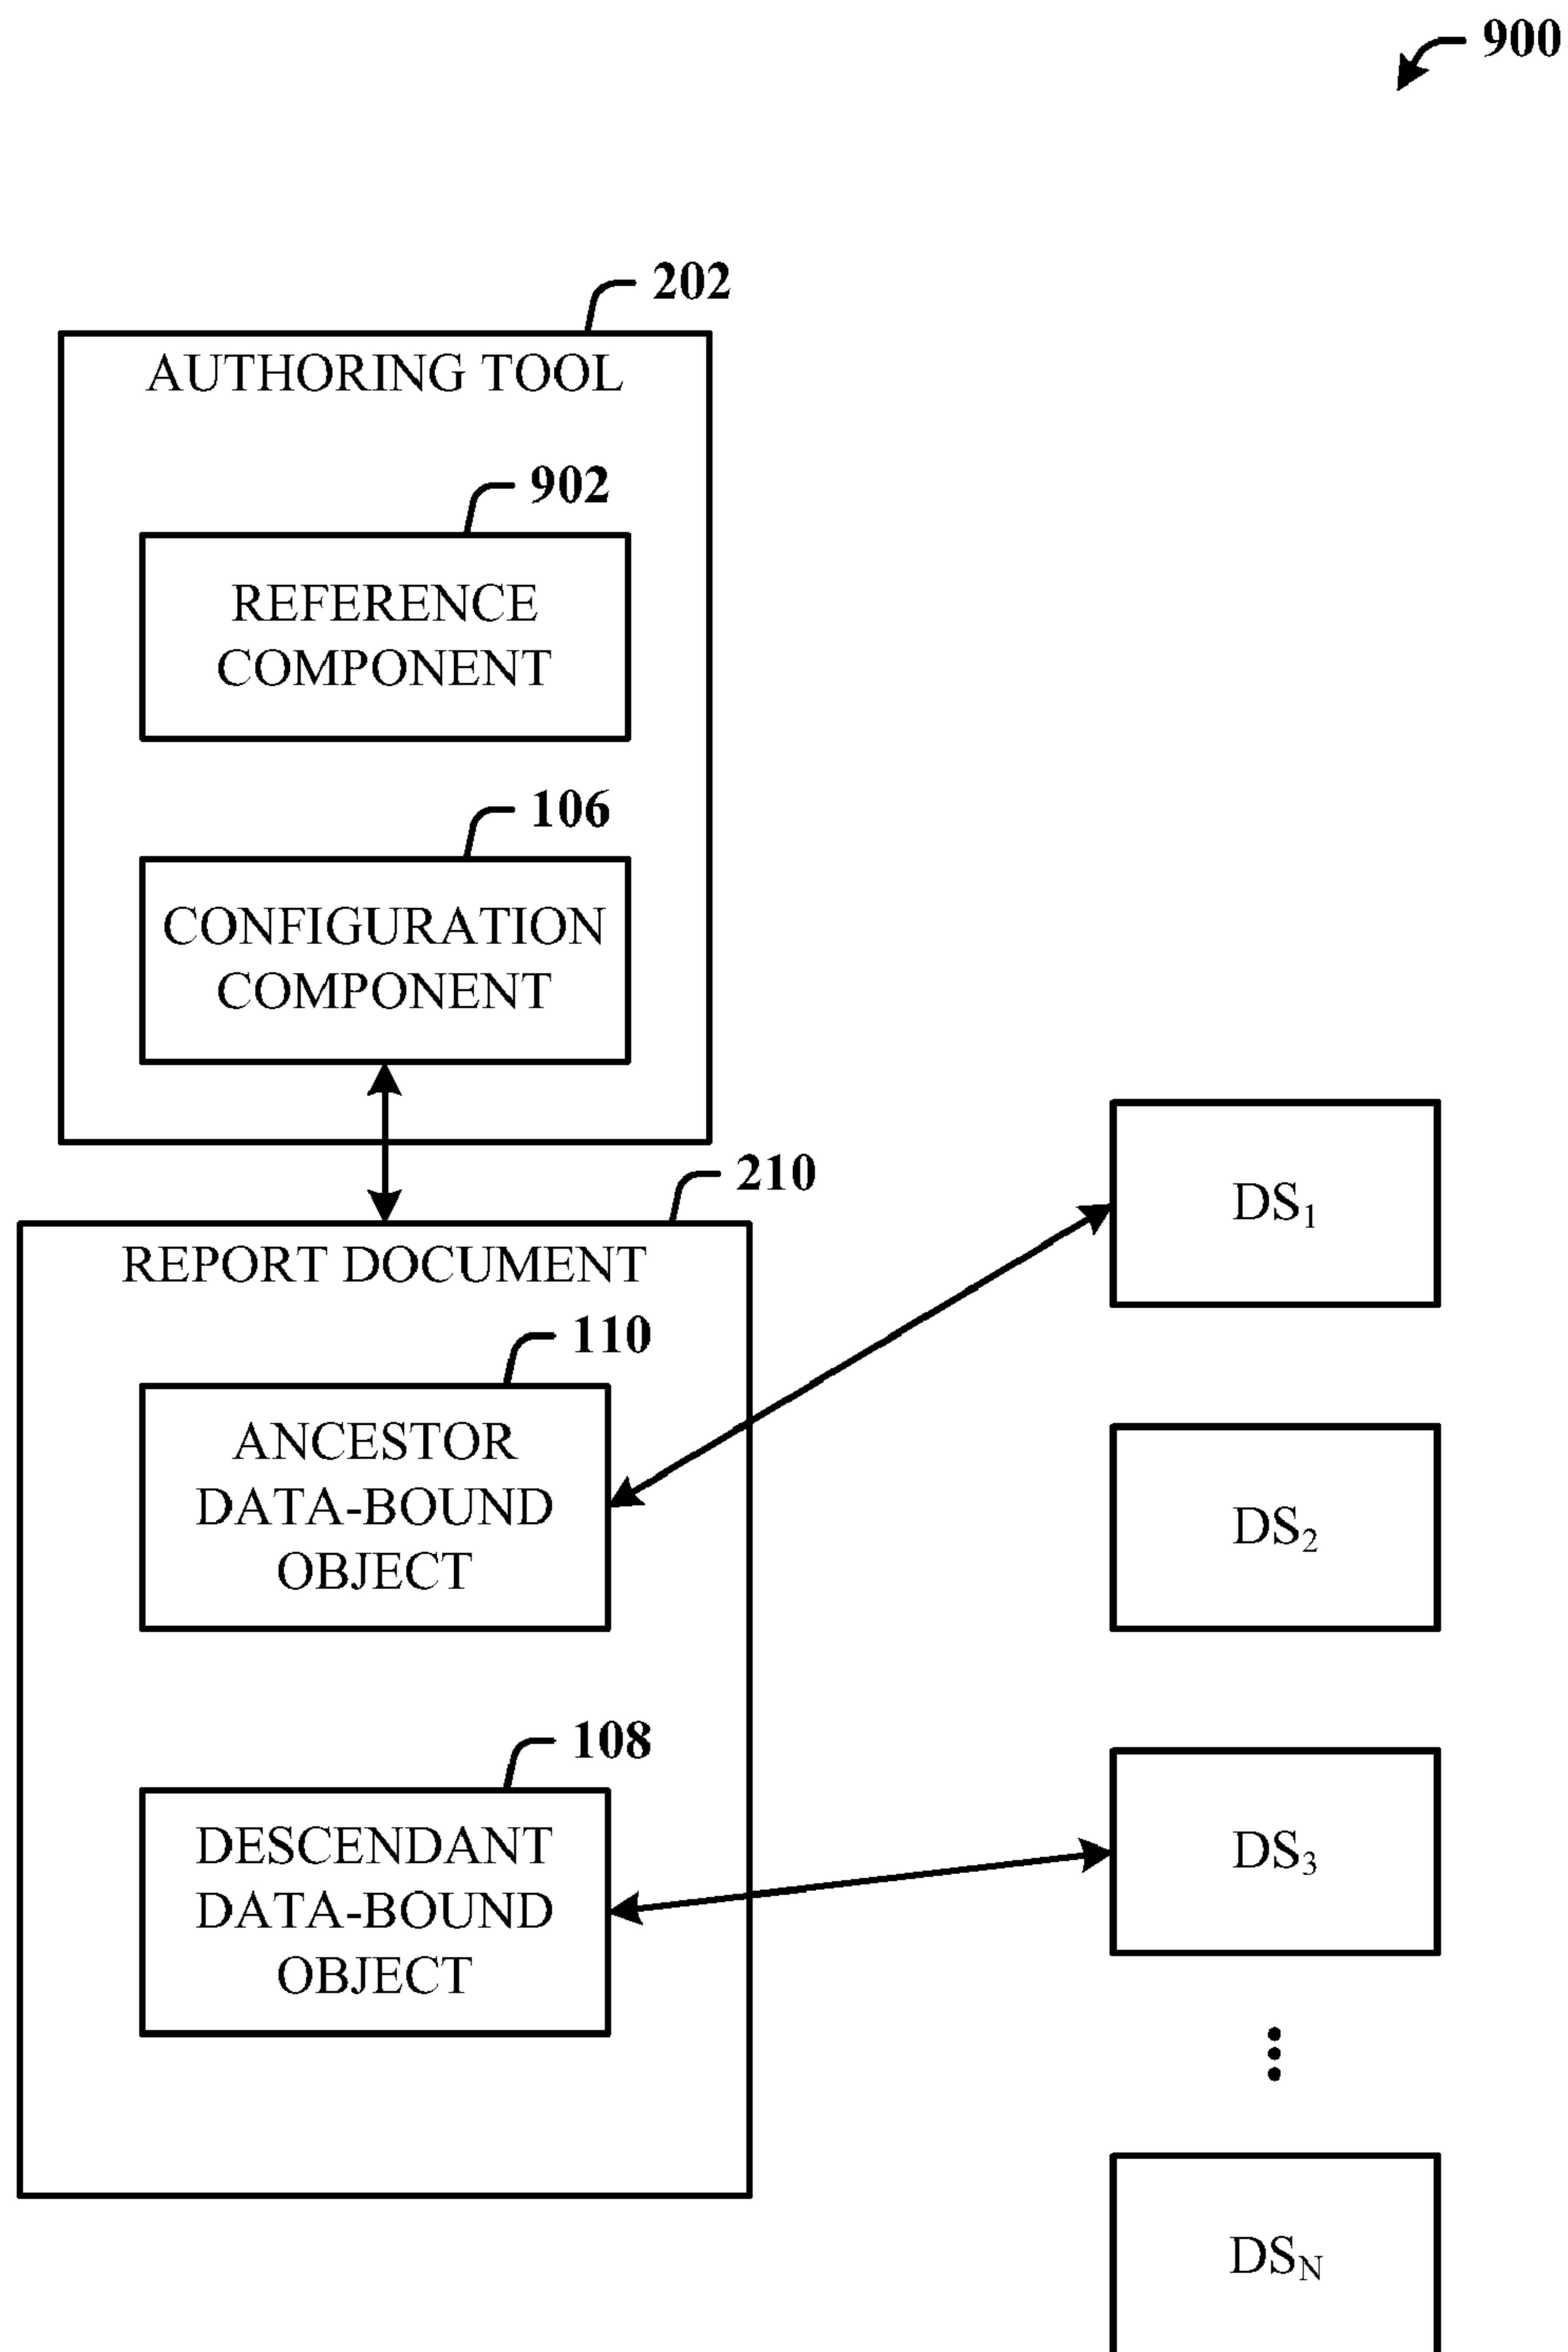 900
202
AUTHORING TOOL
902
REFERENCE
COMPONENT
106
CONFIGURATION
COMPONENT
210
REPORT DOCUMENT
110
ANCESTOR
DATA-BOUND
OBJECT
108
DESCENDANT
DATA-BOUND
OBJECT
DS₁
DS₂
DS₃
DS_N